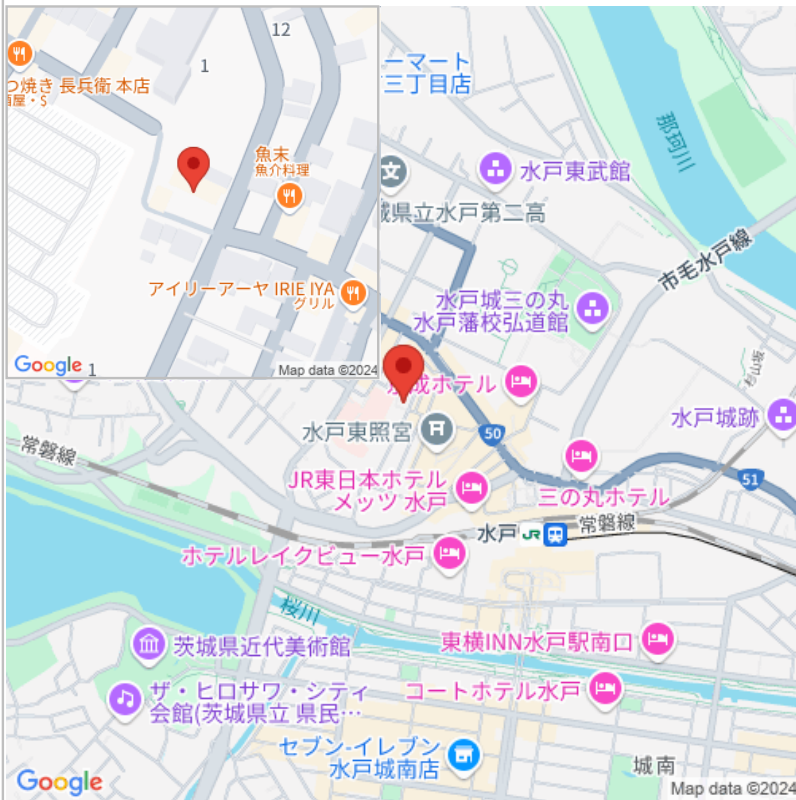 12
1
つ焼き 長兵衛 本店
酒屋・$
魚末
魚介料理
アイリーアーヤ IRIE IYA
グリル
Google
1
Map data ©2024
ーマート
三丁目店
那珂川
水戸東武館
城県立水戸第二高
市毛水戸線
水戸城三の丸
水戸藩校弘道館
杉山坂
成ホテル
水戸城跡
50
水戸東照宮
常磐線
JR東日本ホテル
メッツ 水戸
51
三の丸ホテル
水戸
JR
常磐線
ホテルレイクビュー水戸
桜川
茨城県近代美術館
東横INN水戸駅南口
ザ・ヒロサワ・シティ
会館(茨城県立 県民…
コートホテル水戸
セブン-イレブン
水戸城南店
城南
Google
Map data ©2024